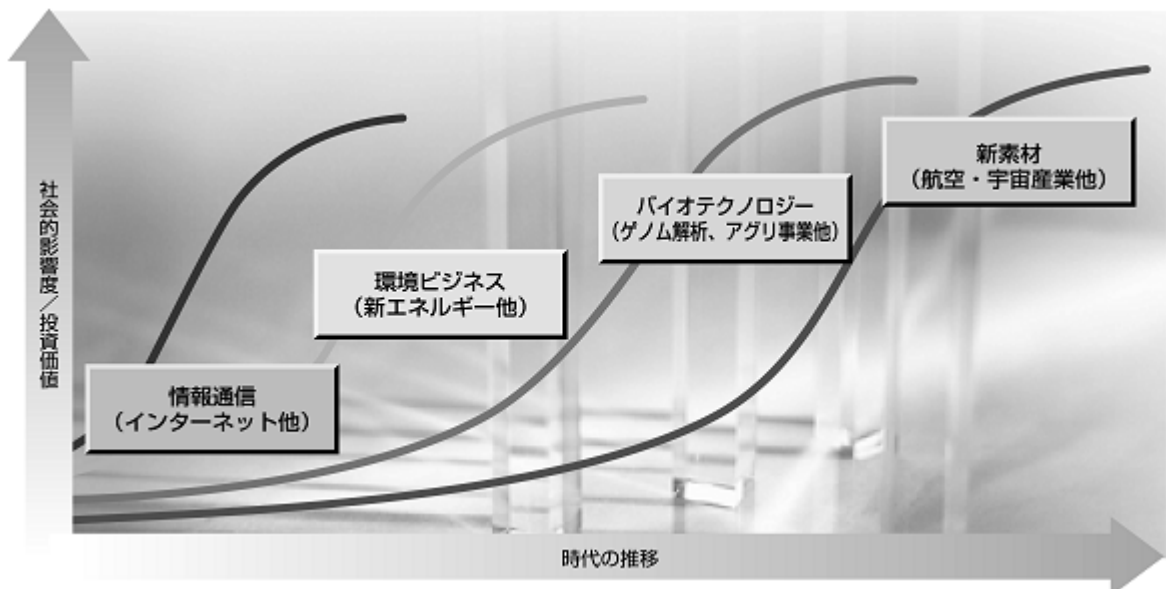 社会的影響度／投資価値
新素材
（航空・宇宙産業他）
バイオテクノロジー
（ゲノム解析、アグリ事業他）
環境ビジネス
（新エネルギー他）
情報通信
（インターネット他）
時代の推移